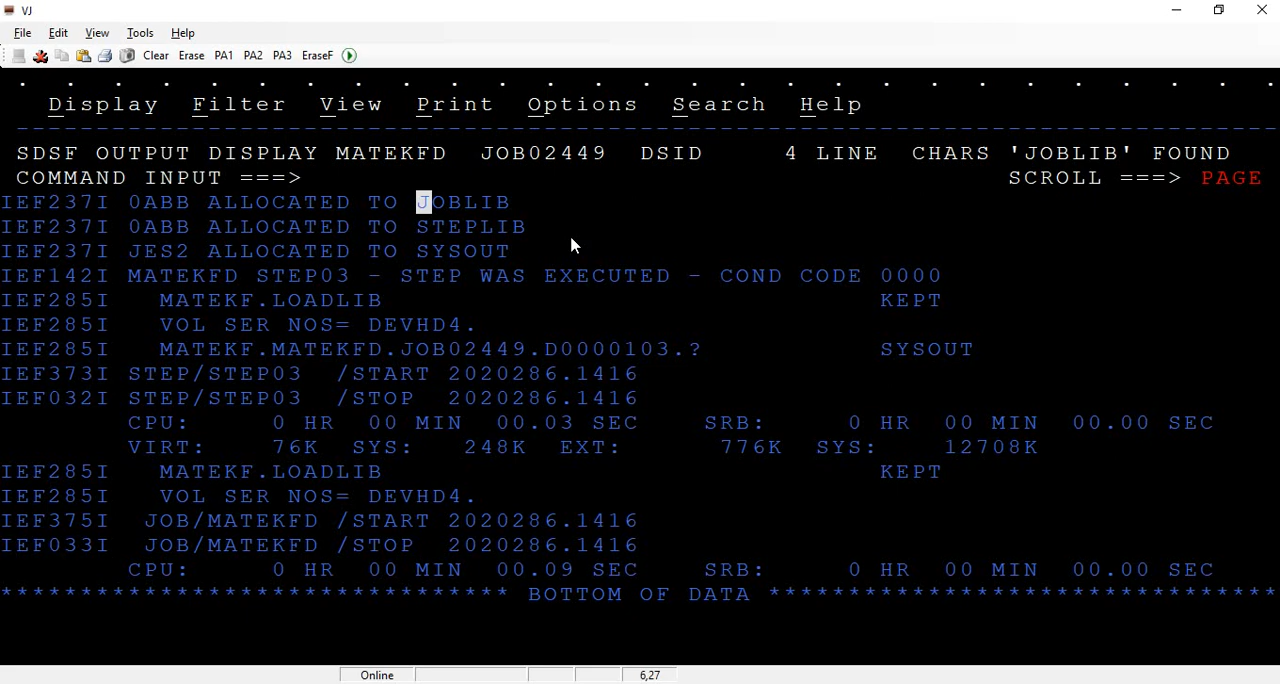 VJ
File Edit View Tools Help
Clear Erase PA1 PA2 PA3 EraseF
Display Filter View Print Options Search Help
SDSF OUTPUT DISPLAY MATEKFD JOB02449 DSID 4 LINE CHARS 'JOBLIB' FOUND
COMMAND INPUT ===> SCROLL ===> PAGE
IEF237I 0ABB ALLOCATED TO JOBLIB
IEF237I 0ABB ALLOCATED TO STEPLIB
IEF237I JES2 ALLOCATED TO SYSOUT
IEF142I MATEKFD STEP03 - STEP WAS EXECUTED - COND CODE 0000
IEF285I MATEKF.LOADLIB KEPT
IEF285I VOL SER NOS= DEVHD4.
IEF285I MATEKF.MATEKFD.JOB02449.D0000103.? SYSOUT
IEF373I STEP/STEP03 /START 2020286.1416
IEF032I STEP/STEP03 /STOP 2020286.1416
CPU: 0 HR 00 MIN 00.03 SEC SRB: 0 HR 00 MIN 00.00 SEC
VIRT: 76K SYS: 248K EXT: 776K SYS: 12708K
IEF285I MATEKF.LOADLIB KEPT
IEF285I VOL SER NOS= DEVHD4.
IEF375I JOB/MATEKFD /START 2020286.1416
IEF033I JOB/MATEKFD /STOP 2020286.1416
CPU: 0 HR 00 MIN 00.09 SEC SRB: 0 HR 00 MIN 00.00 SEC
******************************** BOTTOM OF DATA ********************************
Online 6,27